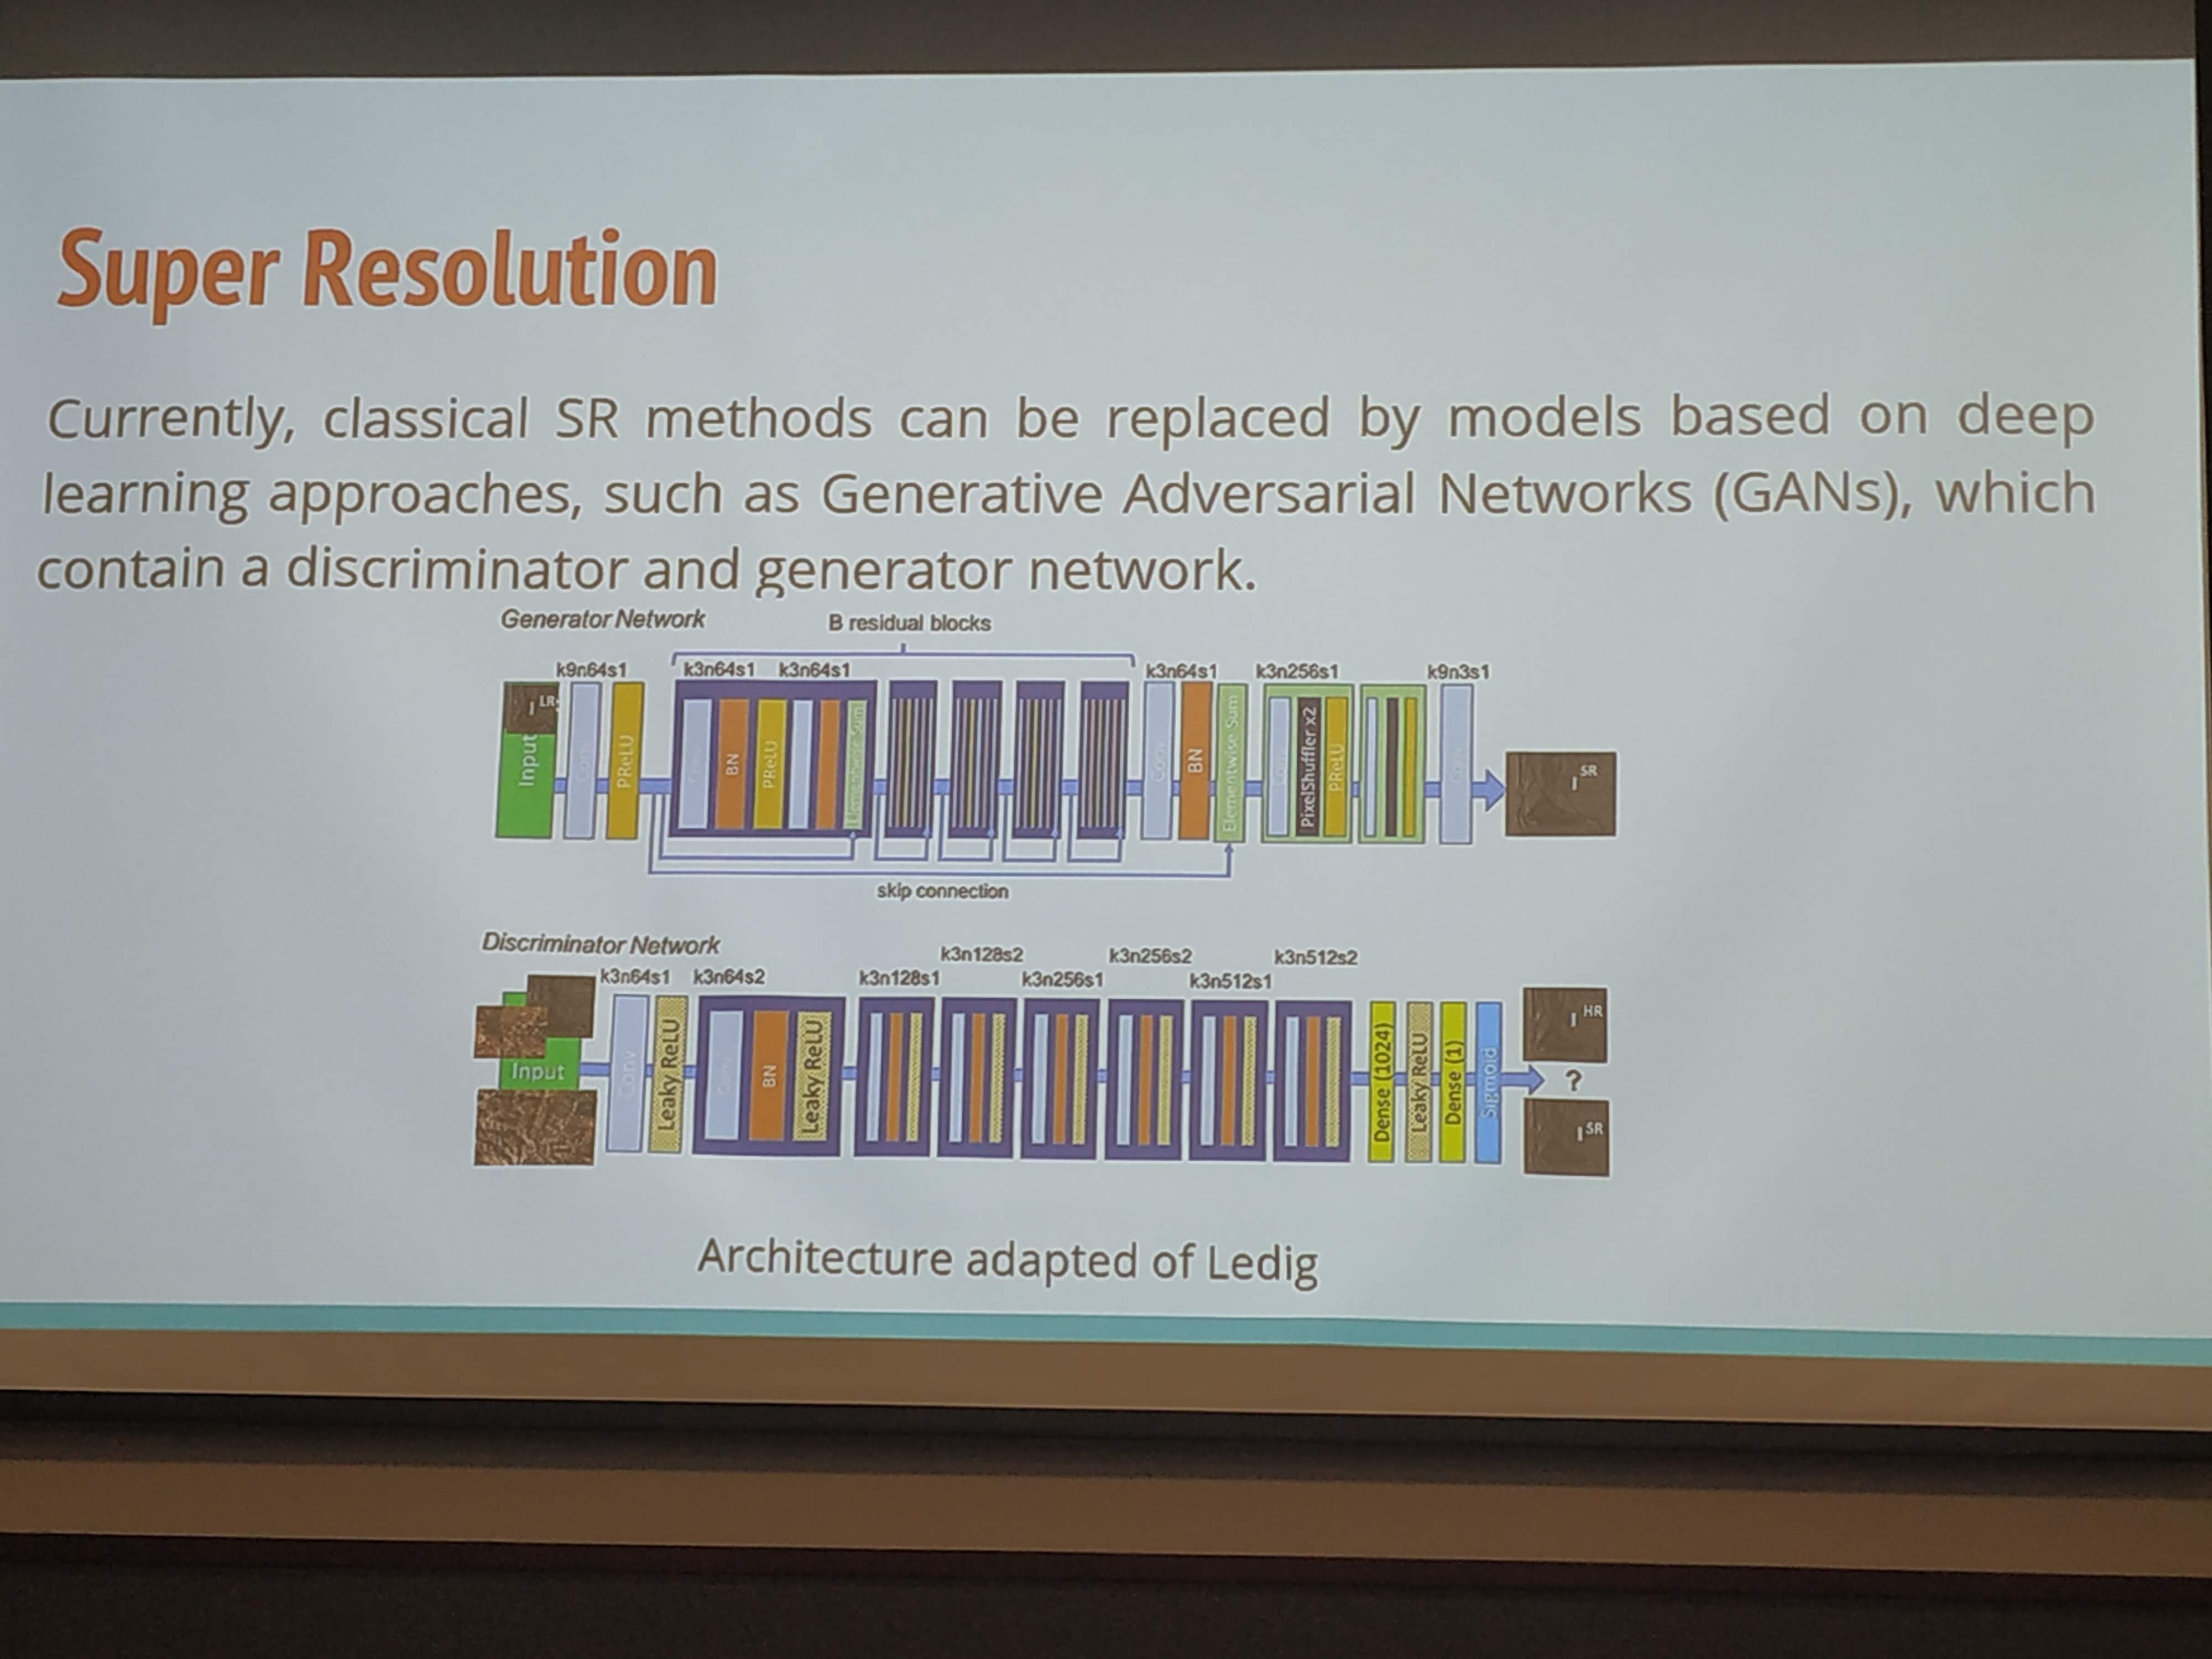 Super Resolution
Currently, classical SR methods can be replaced by models based on deep
learning approaches, such as Generative Adversarial Networks (GANs), which
contain a discriminator and generator network.
Generator Network
B residual blocks
k9n64s1
k3n64s1 k3n64s1
k3n64s1
k3n256s1
k9n3s1
I LR
Input
Conv
PReLU
Conv
BN
PReLU
Elementwise Sum
Conv
BN
Elementwise Sum
Conv
PixelShuffler x2
PReLU
Conv
I SR
skip connection
Discriminator Network
k3n64s1 k3n64s2
k3n128s1
k3n128s2
k3n256s1
k3n256s2
k3n512s1
k3n512s2
Input
Conv
Leaky ReLU
Conv
BN
Leaky ReLU
Dense (1024)
Leaky ReLU
Dense (1)
Sigmoid
I HR
?
I SR
Architecture adapted of Ledig